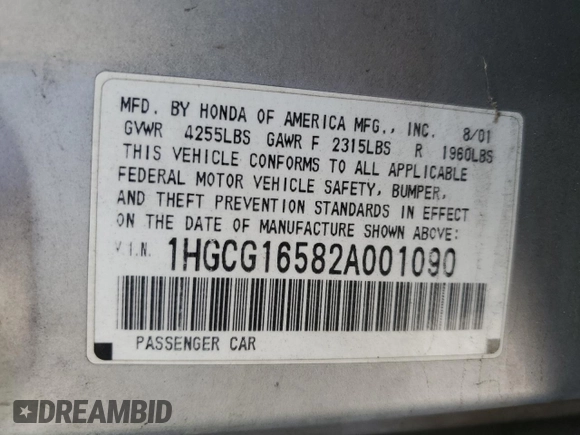 MFD. BY HONDA OF AMERICA MFG., INC. 8/01
GVWR 4255LBS GAWR F 2315LBS R 1960LBS
THIS VEHICLE CONFORMS TO ALL APPLICABLE
FEDERAL MOTOR VEHICLE SAFETY, BUMPER,
AND THEFT PREVENTION STANDARDS IN EFFECT
ON THE DATE OF MANUFACTURE SHOWN ABOVE:
V.I.N. 1HGCG16582A001090
PASSENGER CAR
DREAMBID